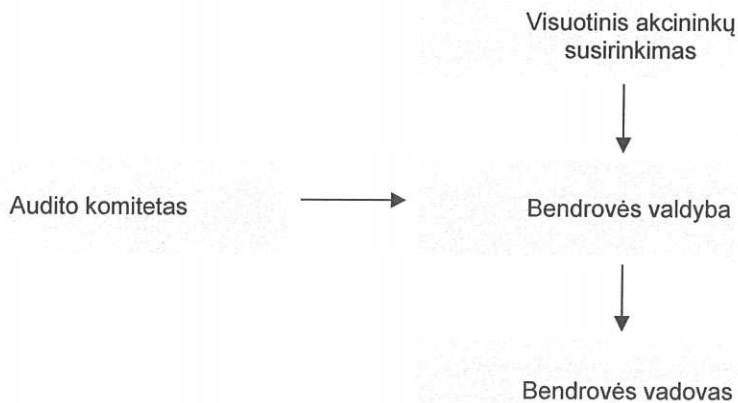 Visuotinis akcininkų
susirinkimas
Audito komitetas
Bendrovės valdyba
Bendrovės vadovas